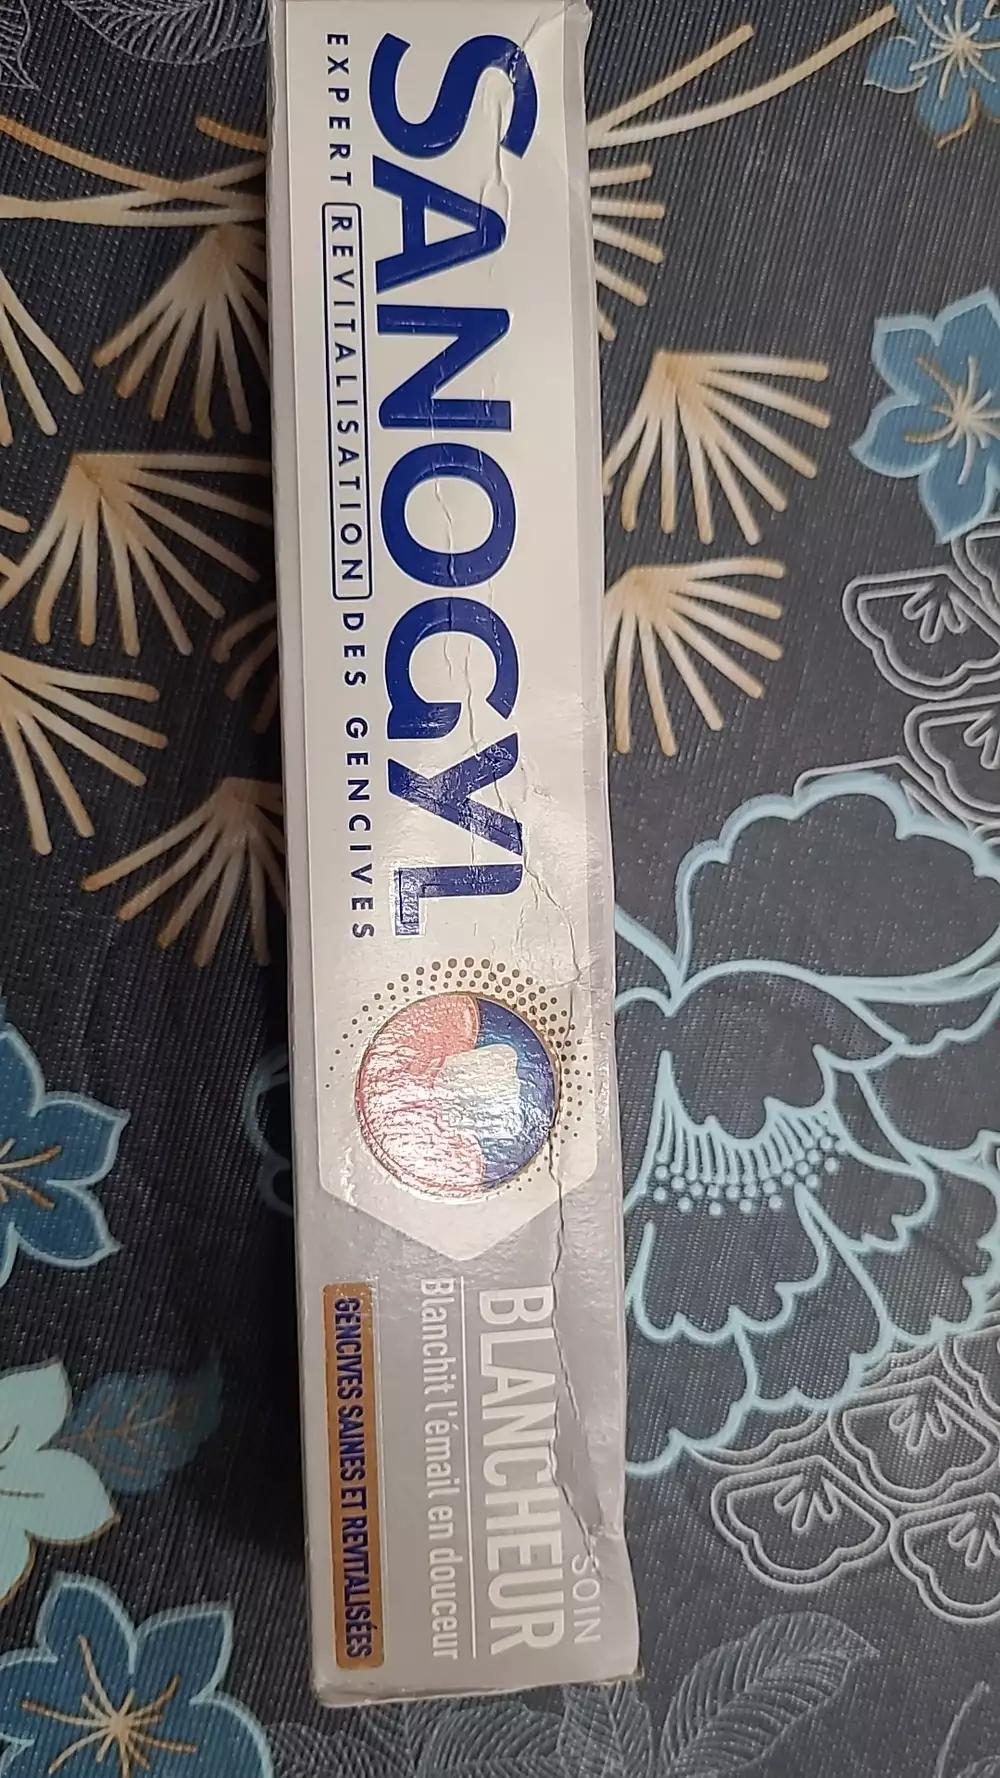 SANOGYL
EXPERT REVITALISATION DES GENCIVES
SOIN
BLANCHEUR
Blanchit l'émail en douceur
GENCIVES SAINES ET REVITALISÉES